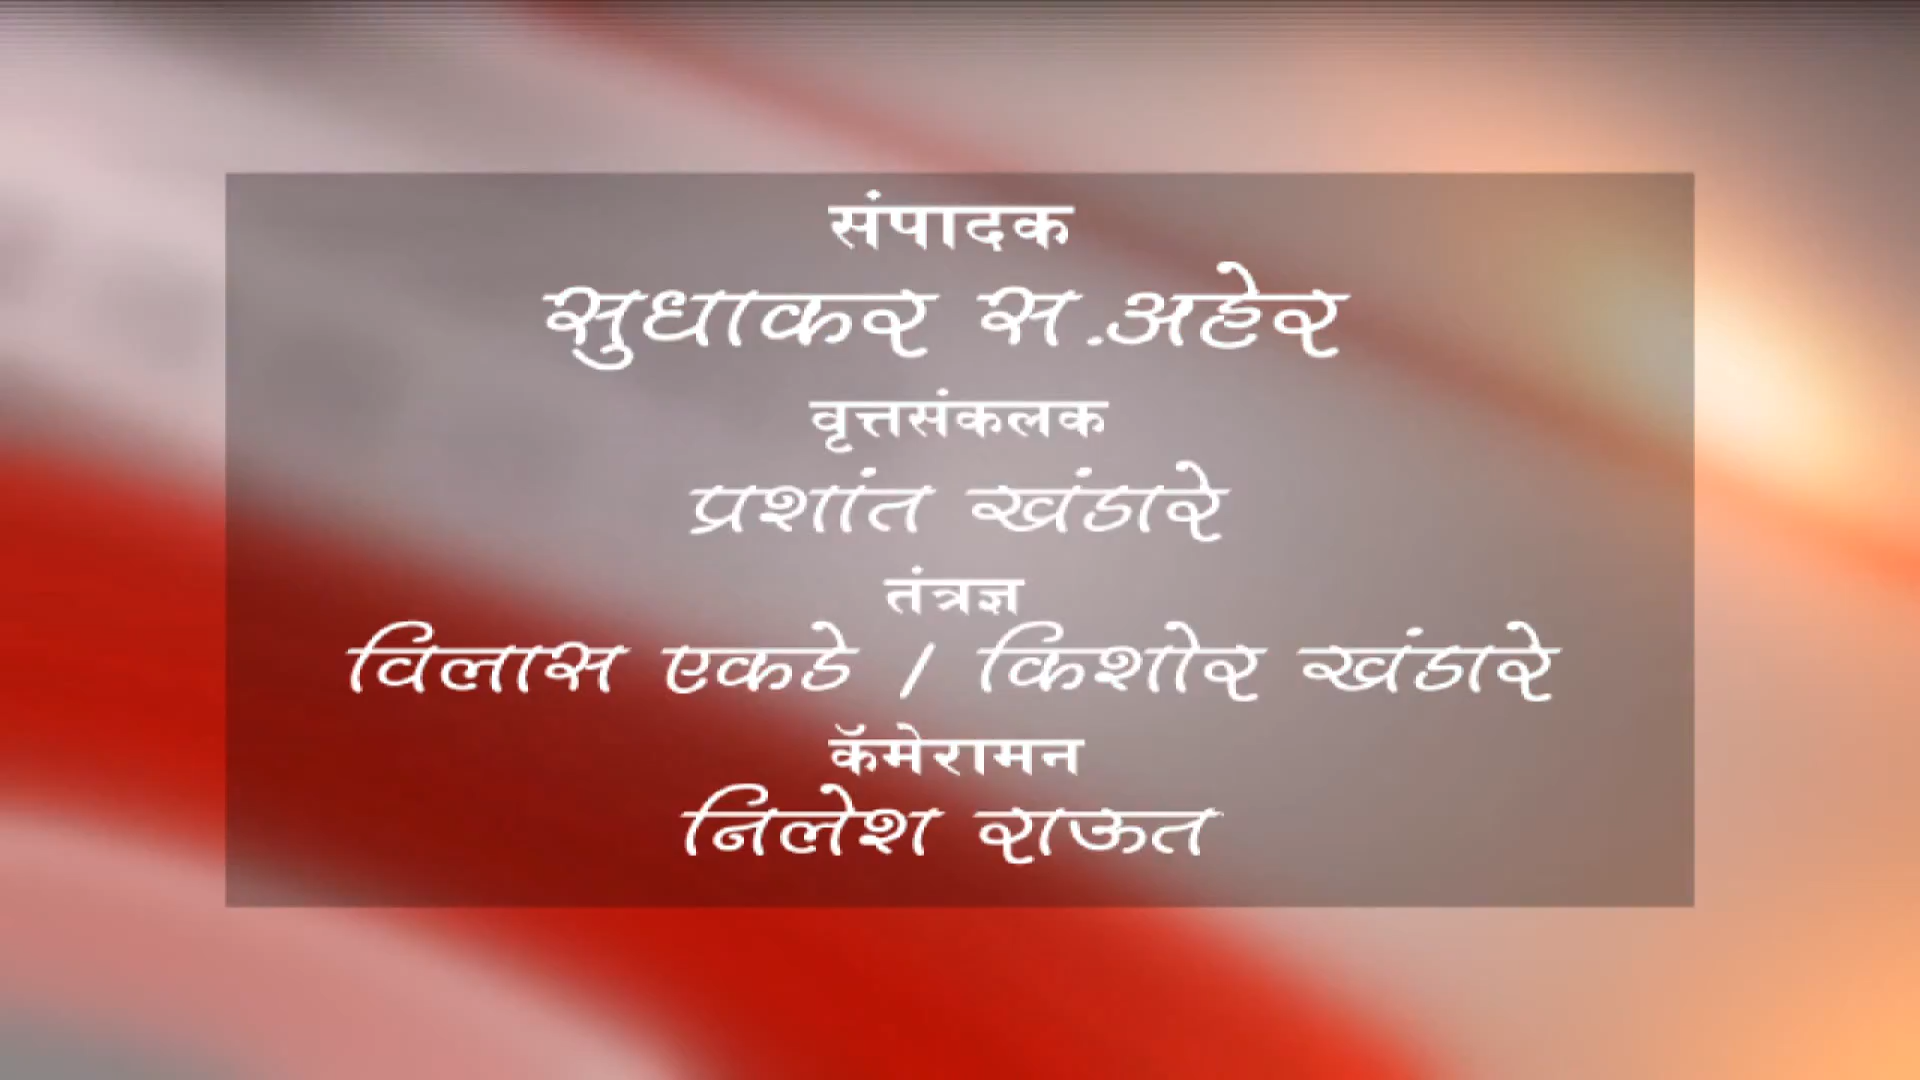 संपादक
सुधाकर स.अहेर
वृत्तसंकलक
प्रशांत खंडारे
तंत्रज्ञ
विलास एकडे / किशोर खंडारे
कॅमेरामन
निलेश राऊत